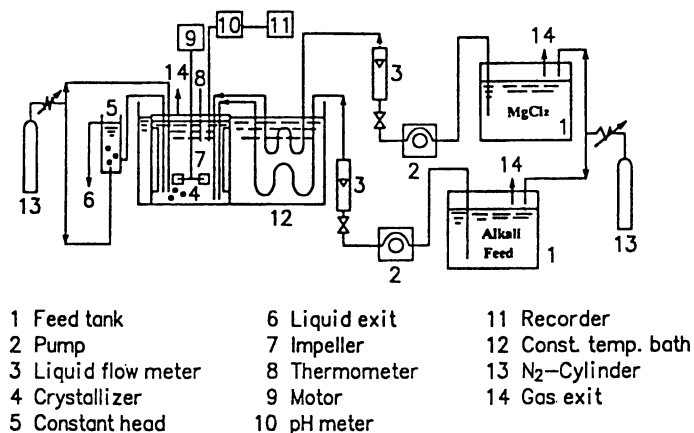 9
10
11
14
8
3
14
5
MgCl₂
1
7
2
14
13
6
4
12
3
13
Alkali
Feed
1
2
1 Feed tank
2 Pump
3 Liquid flow meter
4 Crystallizer
5 Constant head
6 Liquid exit
7 Impeller
8 Thermometer
9 Motor
10 pH meter
11 Recorder
12 Const. temp. bath
13 N₂-Cylinder
14 Gas exit